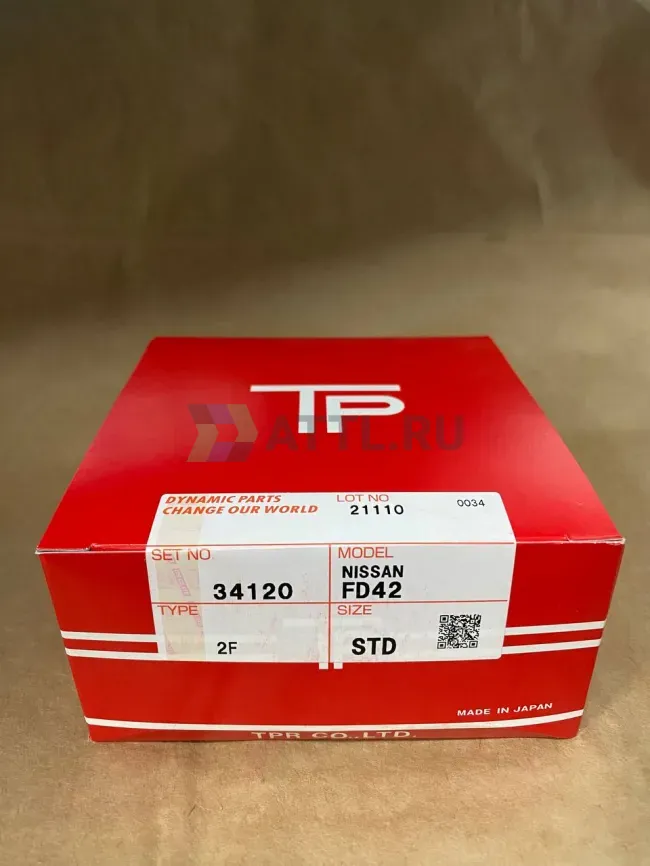 TP
ATTL.RU
DYNAMIC PARTS
CHANGE OUR WORLD
LOT NO
21110
0034
SET NO
34120
MODEL
NISSAN
FD42
TYPE
2F
SIZE
STD
TP
MADE IN JAPAN
TPR CO.,LTD.